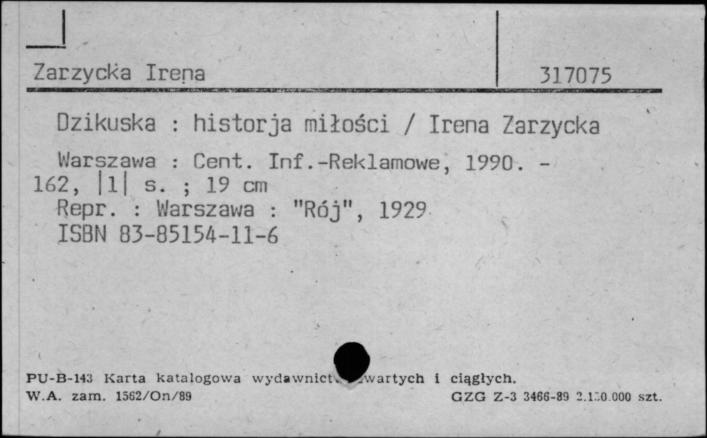 Zarzycka Irena 317075
Dzikuska : historja miłości / Irena Zarzycka
Warszawa : Cent. Inf.-Reklamowe, 1990. -
162, |1| s. ; 19 cm
Repr. : Warszawa : "Rój", 1929
ISBN 83-85154-11-6
PU-B-143 Karta katalogowa i ciągłych.
W.A. zam. 1562/On/89 GZG Z-3 3466-89 szt.